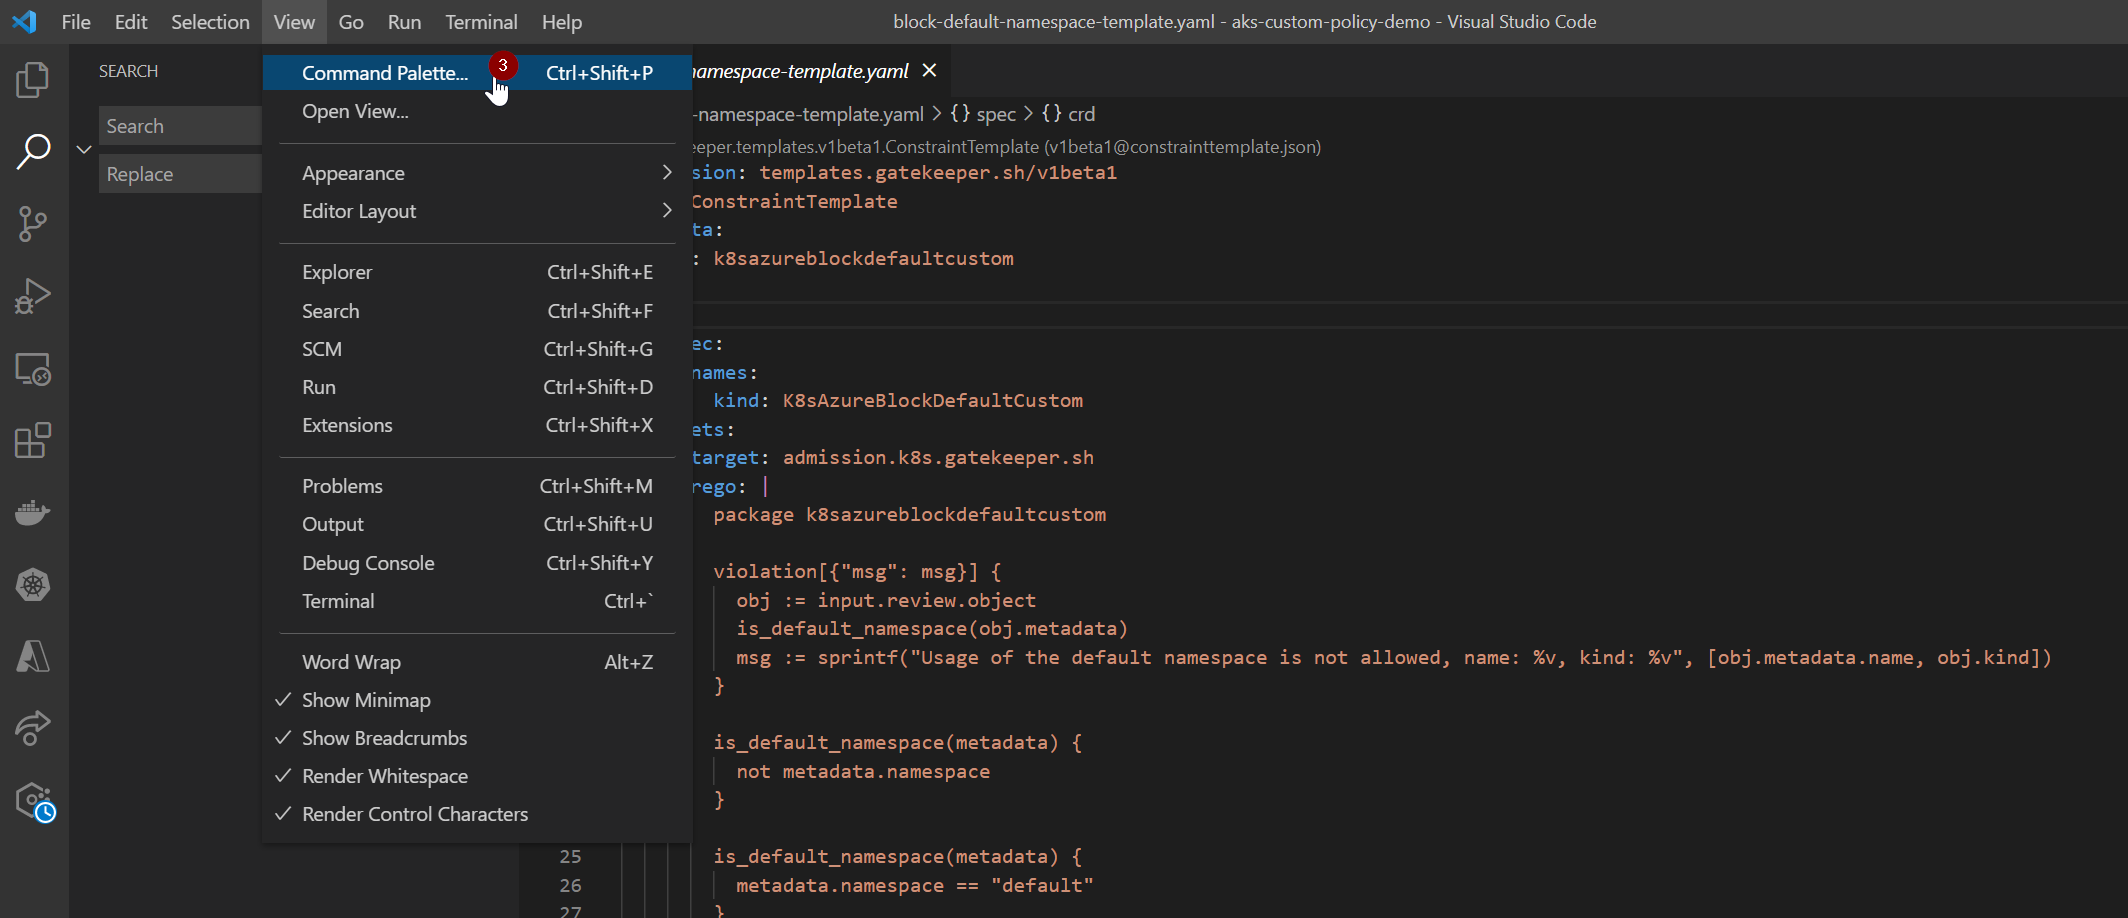 File Edit Selection View Go Run Terminal Help
block-default-namespace-template.yaml - aks-custom-policy-demo - Visual Studio Code
SEARCH
Search
Replace
Command Palette... 3 Ctrl+Shift+P
Open View...
Appearance
Editor Layout
Explorer Ctrl+Shift+E
Search Ctrl+Shift+F
SCM Ctrl+Shift+G
Run Ctrl+Shift+D
Extensions Ctrl+Shift+X
Problems Ctrl+Shift+M
Output Ctrl+Shift+U
Debug Console Ctrl+Shift+Y
Terminal Ctrl+`
Word Wrap Alt+Z
✓ Show Minimap
✓ Show Breadcrumbs
✓ Render Whitespace
✓ Render Control Characters
namespace-template.yaml ×
-namespace-template.yaml > {} spec > {} crd
eeper.templates.v1beta1.ConstraintTemplate (v1beta1@constrainttemplate.json)
sion: templates.gatekeeper.sh/v1beta1
ConstraintTemplate
ta:
: k8sazureblockdefaultcustom
ec:
names:
kind: K8sAzureBlockDefaultCustom
ets:
target: admission.k8s.gatekeeper.sh
rego: |
package k8sazureblockdefaultcustom
violation[{"msg": msg}] {
obj := input.review.object
is_default_namespace(obj.metadata)
msg := sprintf("Usage of the default namespace is not allowed, name: %v, kind: %v", [obj.metadata.name, obj.kind])
}
is_default_namespace(metadata) {
not metadata.namespace
}
25 is_default_namespace(metadata) {
26 metadata.namespace == "default"
27 }